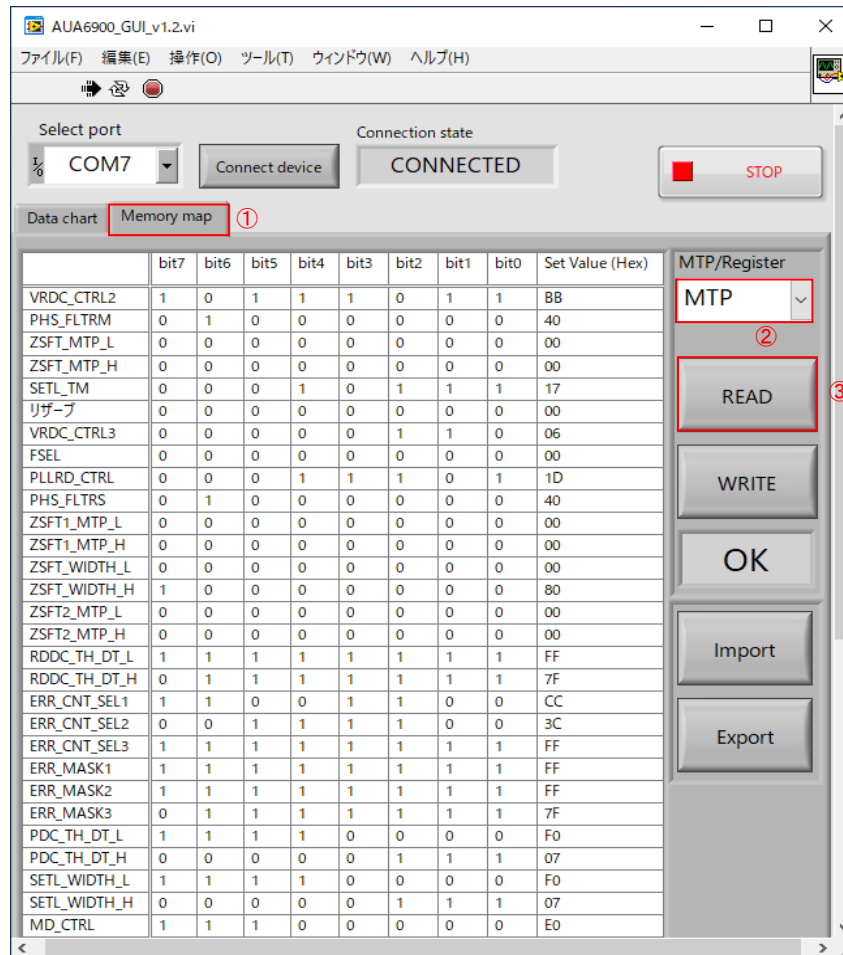 AUA6900_GUI_v1.2.vi
ファイル(F) 編集(E) 操作(O) ツール(T) ウィンドウ(W) ヘルプ(H)
Select port
Connection state
COM7
Connect device
CONNECTED
STOP
Data chart
Memory map
①
bit7 bit6 bit5 bit4 bit3 bit2 bit1 bit0 Set Value (Hex)
VRDC_CTRL2 1 0 1 1 1 0 1 1 BB
PHS_FLTRM 0 1 0 0 0 0 0 0 40
ZSFT_MTP_L 0 0 0 0 0 0 0 0 00
ZSFT_MTP_H 0 0 0 0 0 0 0 0 00
SETL_TM 0 0 0 1 0 1 1 1 17
リザーブ 0 0 0 0 0 0 0 0 00
VRDC_CTRL3 0 0 0 0 0 1 1 0 06
FSEL 0 0 0 0 0 0 0 0 00
PLLRD_CTRL 0 0 0 1 1 1 0 1 1D
PHS_FLTRS 0 1 0 0 0 0 0 0 40
ZSFT1_MTP_L 0 0 0 0 0 0 0 0 00
ZSFT1_MTP_H 0 0 0 0 0 0 0 0 00
ZSFT_WIDTH_L 0 0 0 0 0 0 0 0 00
ZSFT_WIDTH_H 1 0 0 0 0 0 0 0 80
ZSFT2_MTP_L 0 0 0 0 0 0 0 0 00
ZSFT2_MTP_H 0 0 0 0 0 0 0 0 00
RDDC_TH_DT_L 1 1 1 1 1 1 1 1 FF
RDDC_TH_DT_H 0 1 1 1 1 1 1 1 7F
ERR_CNT_SEL1 1 1 0 0 1 1 0 0 CC
ERR_CNT_SEL2 0 0 1 1 1 1 0 0 3C
ERR_CNT_SEL3 1 1 1 1 1 1 1 1 FF
ERR_MASK1 1 1 1 1 1 1 1 1 FF
ERR_MASK2 1 1 1 1 1 1 1 1 FF
ERR_MASK3 0 1 1 1 1 1 1 1 7F
PDC_TH_DT_L 1 1 1 1 0 0 0 0 F0
PDC_TH_DT_H 0 0 0 0 0 1 1 1 07
SETL_WIDTH_L 1 1 1 1 0 0 0 0 F0
SETL_WIDTH_H 0 0 0 0 0 1 1 1 07
MD_CTRL 1 1 1 0 0 0 0 0 E0
MTP/Register
MTP
②
READ
③
WRITE
OK
Import
Export